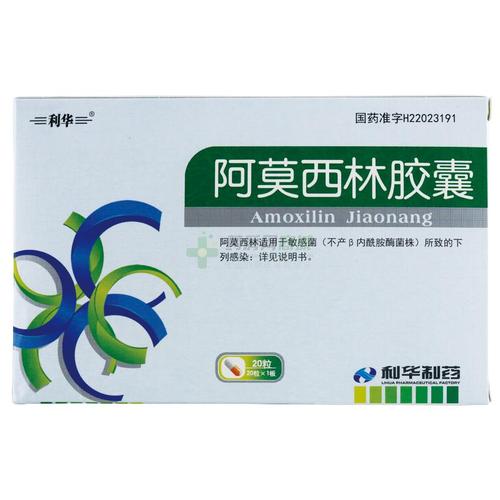 利华®
国药准字H22023191
阿莫西林胶囊
Amoxilin Jiaonang
阿莫西林适用于敏感菌（不产β内酰胺酶菌株）所致的下
列感染：详见说明书。
20粒
20粒×1板
利华制药
LIHUA PHARMACEUTICAL FACTORY